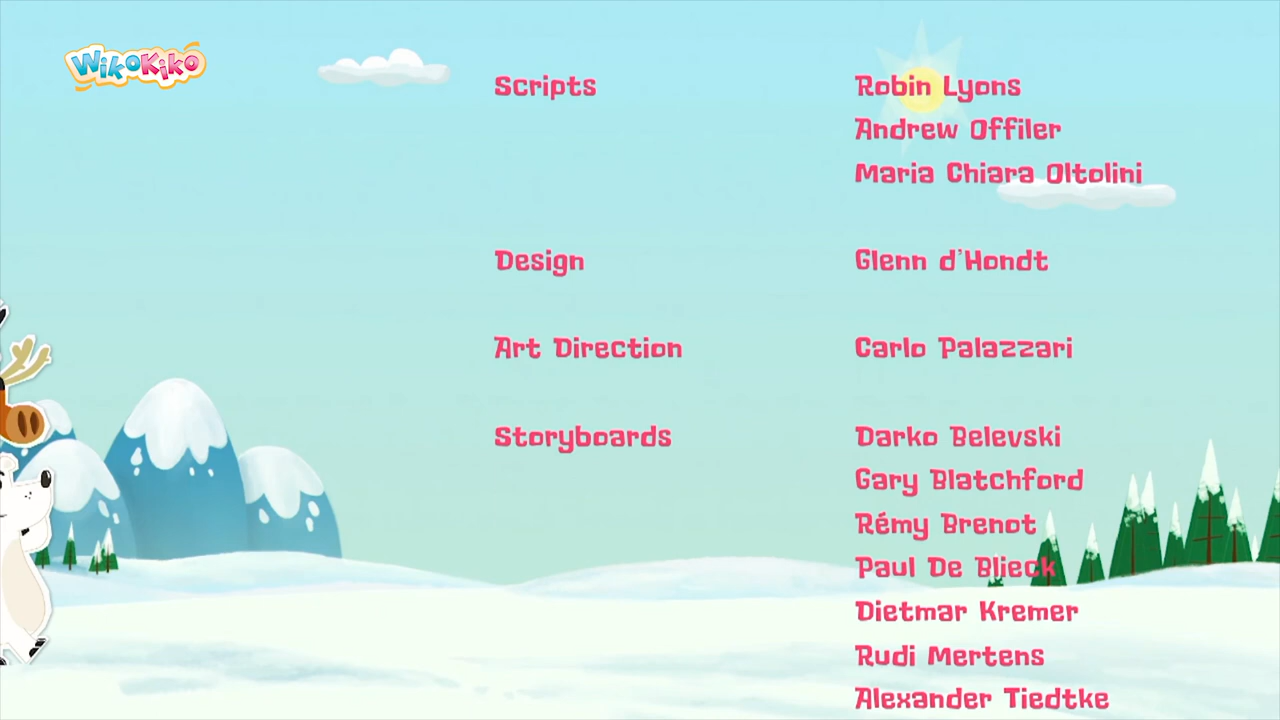 WikoKiko
Scripts Robin Lyons
Andrew Offiler
Maria Chiara Oltolini
Design Glenn d'Hondt
Art Direction Carlo Palazzari
Storyboards Darko Belevski
Gary Blatchford
Rémy Brenot
Paul De Blieck
Dietmar Kremer
Rudi Mertens
Alexander Tiedtke